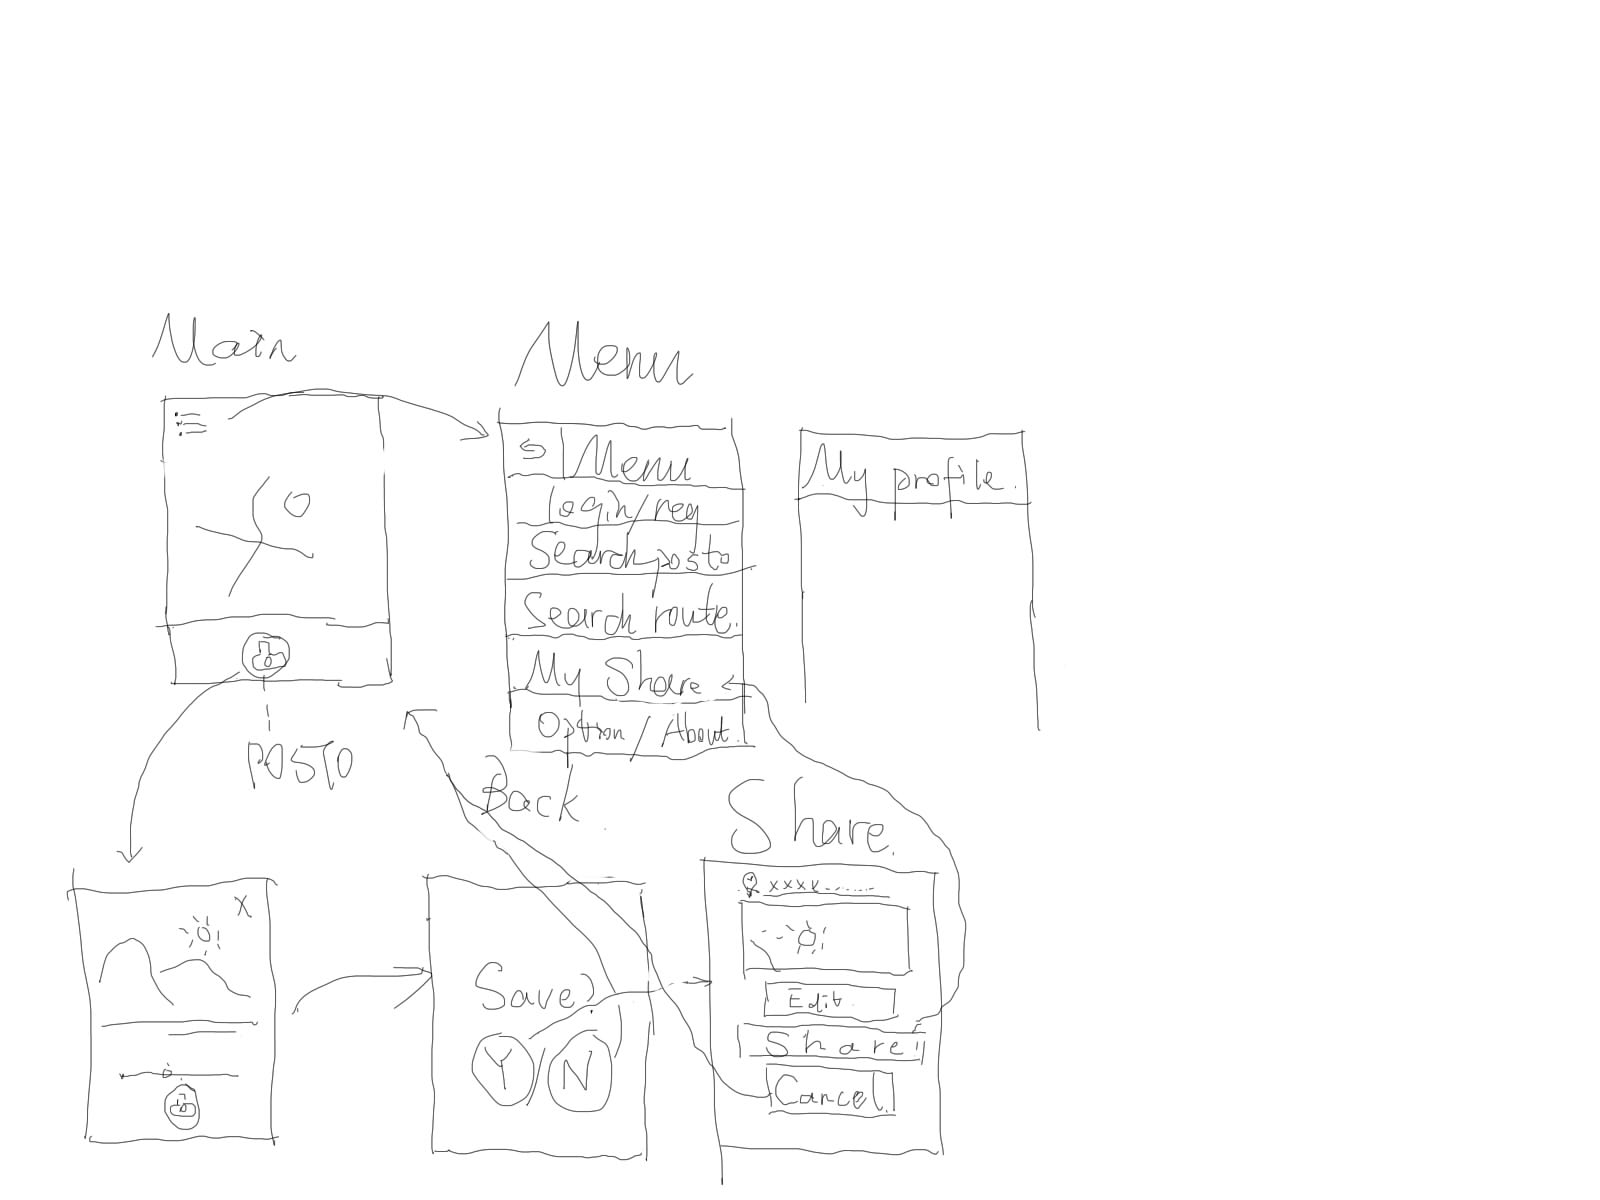 Main
Menu
Menu
login/reg
Search posto
Search route.
My Share
Option / About.
My profile.
POSTO
Back
Share.
X
Save?
Y/N
xxxx......
Edit.
Share!!
Cancel.